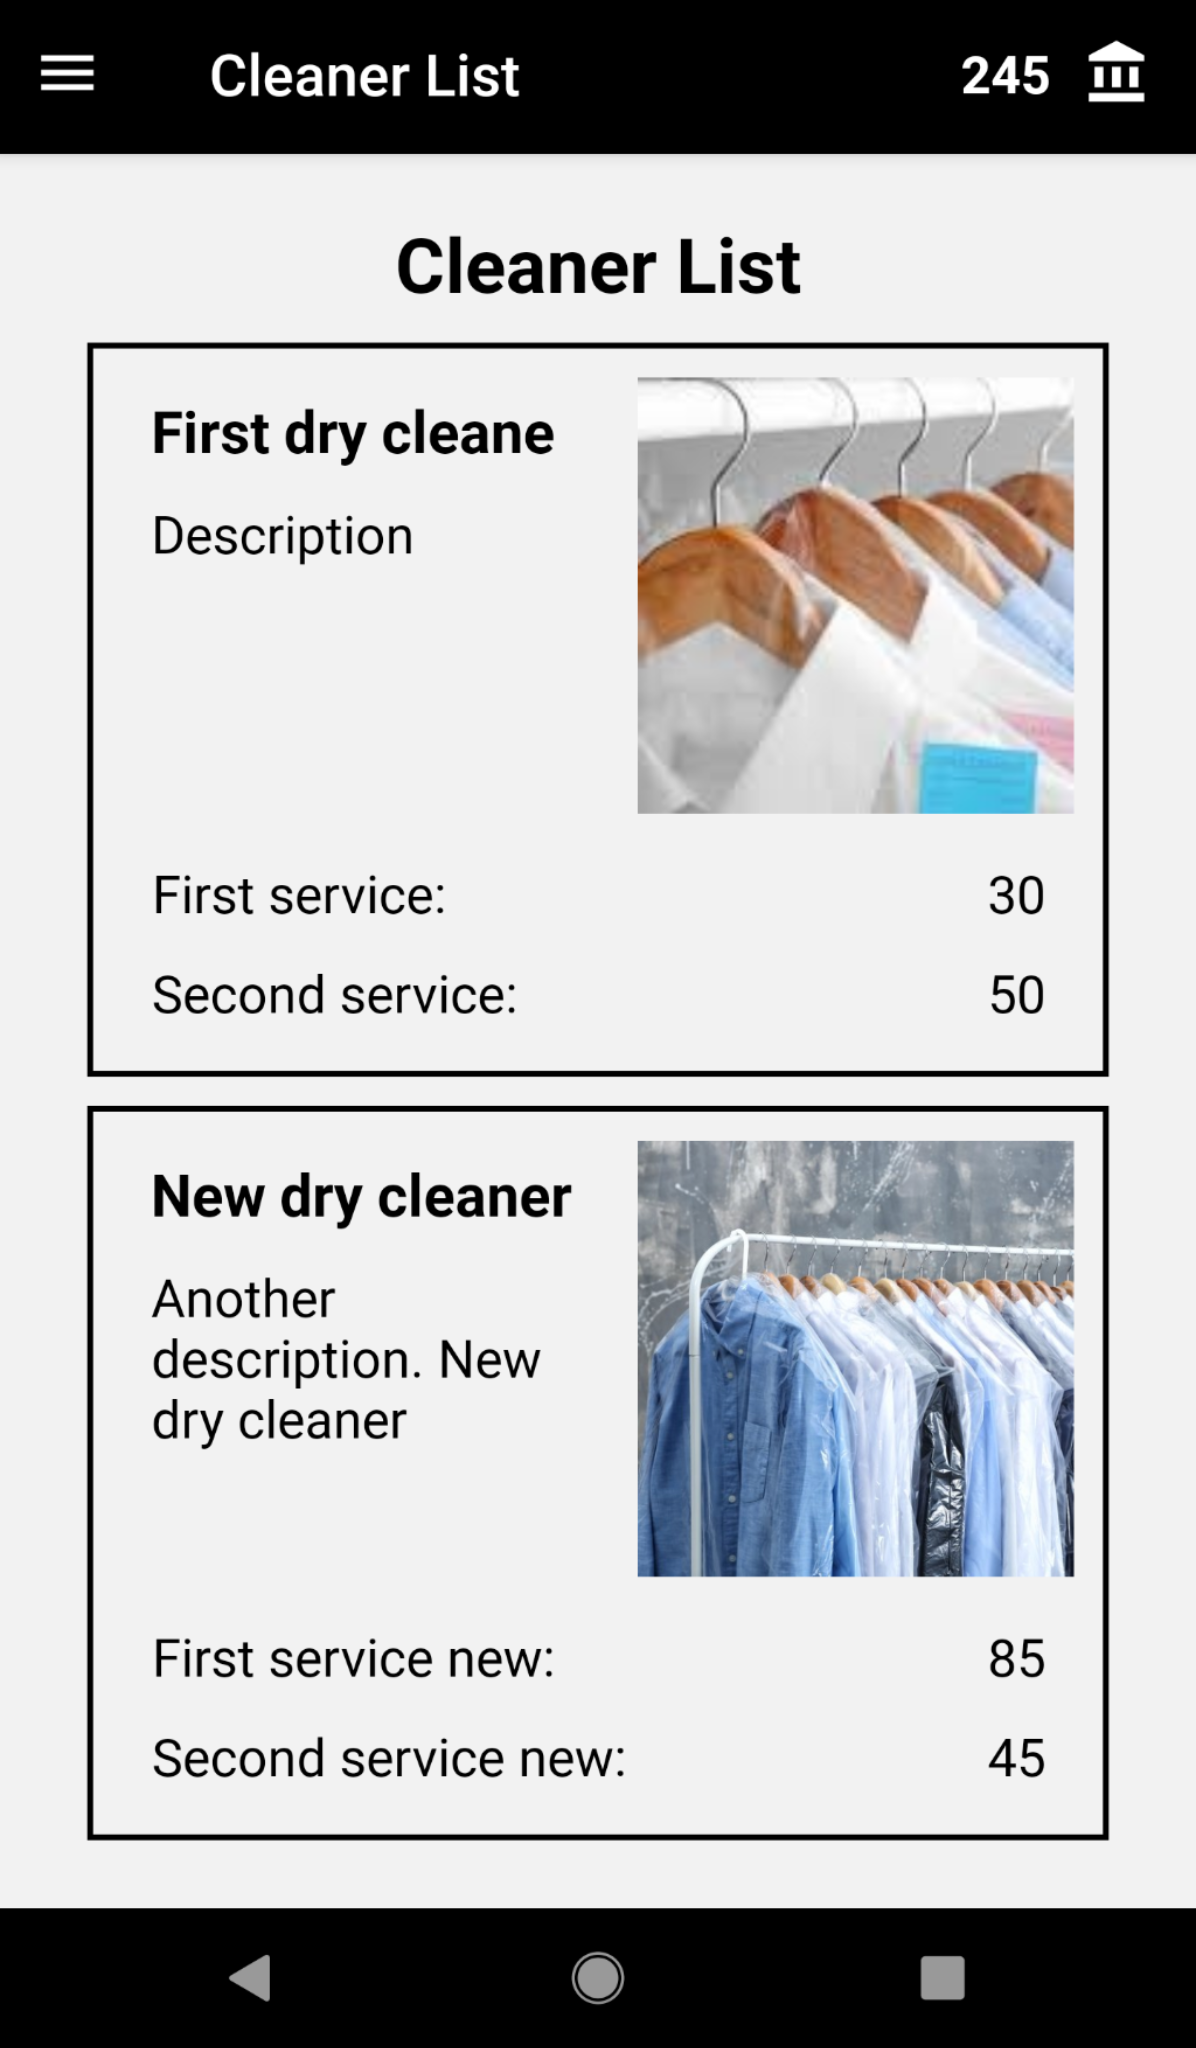 Cleaner List
245
Cleaner List
First dry cleane
Description
First service:
30
Second service:
50
New dry cleaner
Another
description. New
dry cleaner
First service new:
85
Second service new:
45